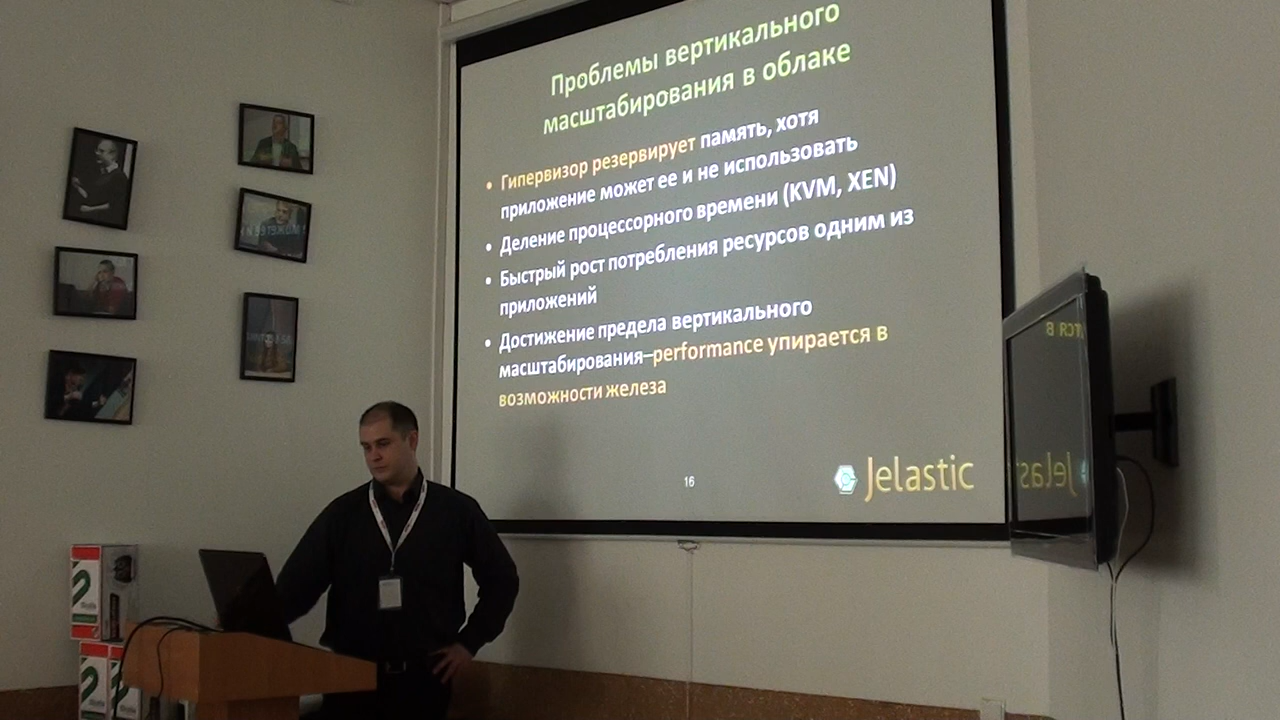 Проблемы вертикального
масштабирования в облаке
• Гипервизор резервирует память, хотя
приложение может ее и не использовать
• Деление процессорного времени (KVM, XEN)
• Быстрый рост потребления ресурсов одним из
приложений
• Достижение предела вертикального
масштабирования–performance упирается в
возможности железа
16
Jelastic